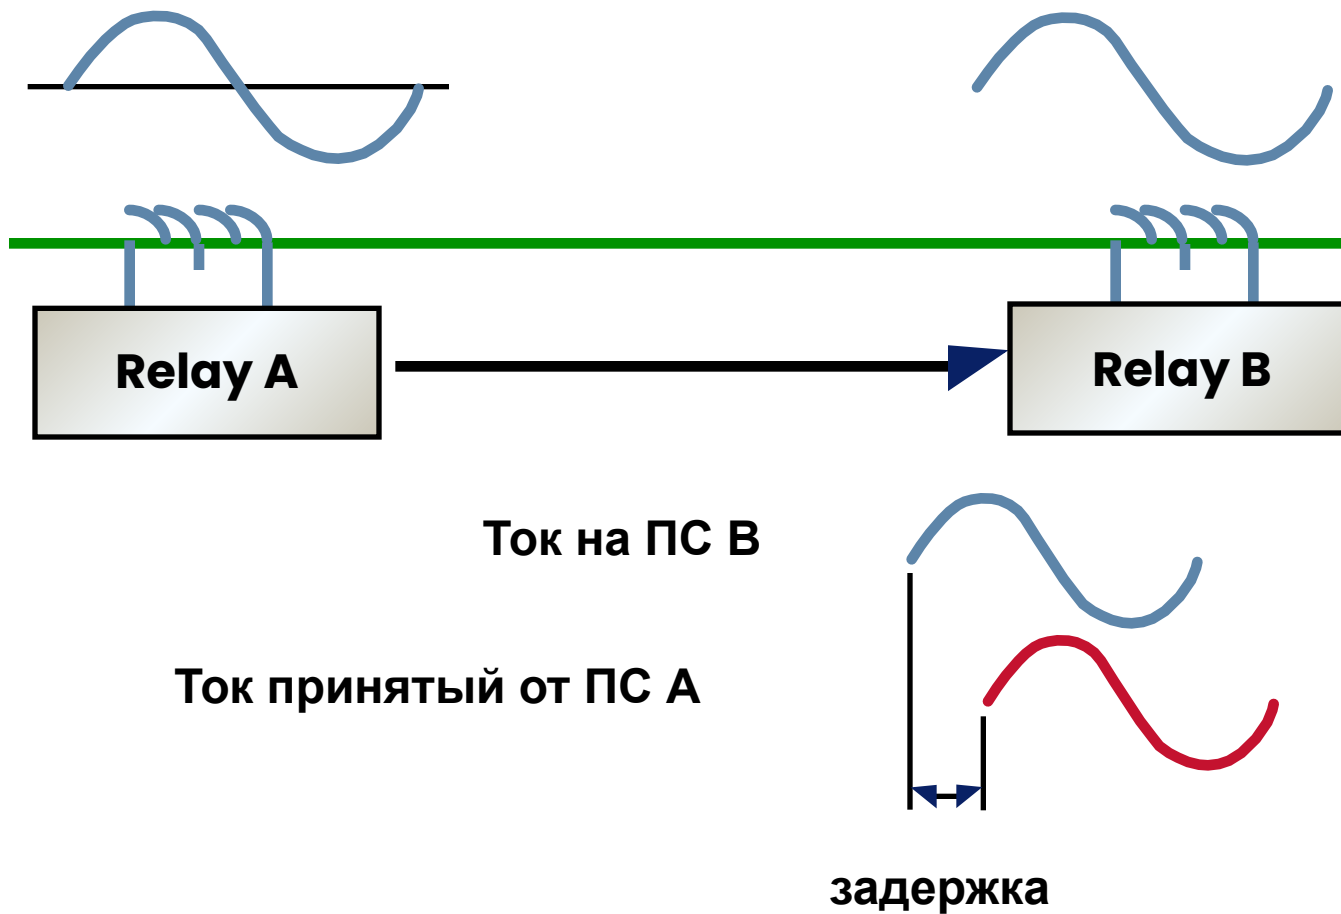 Relay A
Relay B
Ток на ПС В
Ток принятый от ПС А
задержка